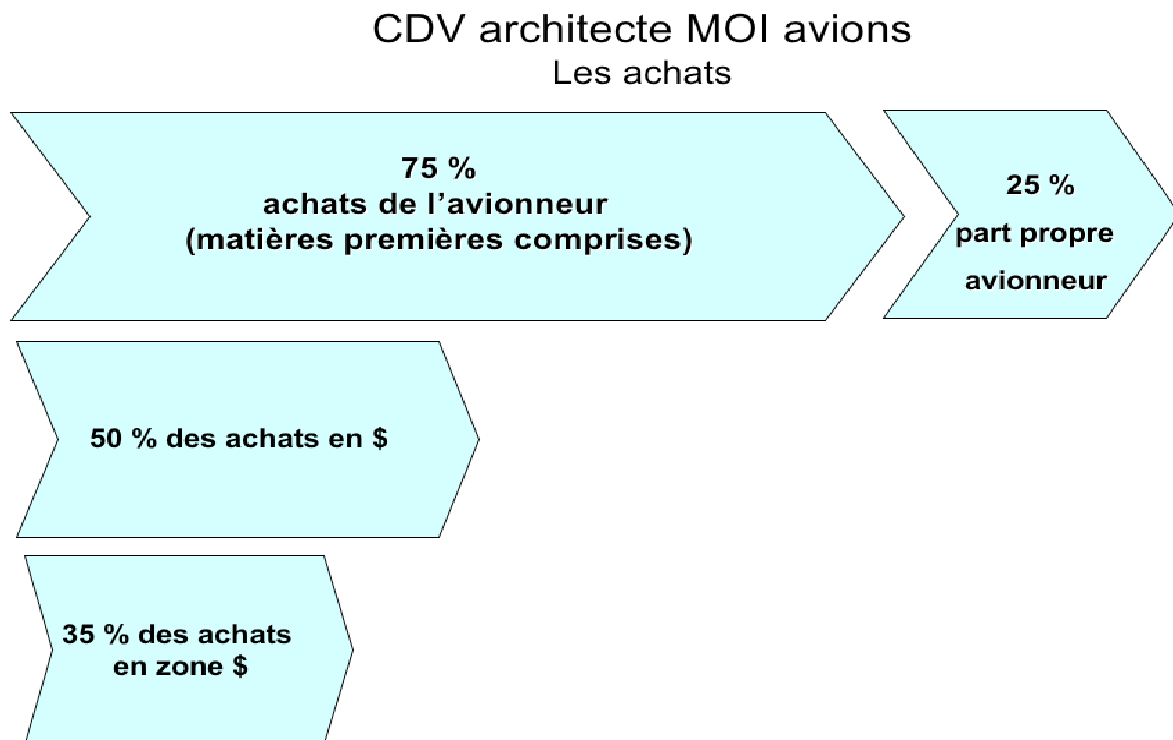 CDV architecte MOI avions
Les achats
75 %
achats de l’avionneur
(matières premières comprises)
25 %
part propre
avionneur
50 % des achats en $
35 % des achats
en zone $